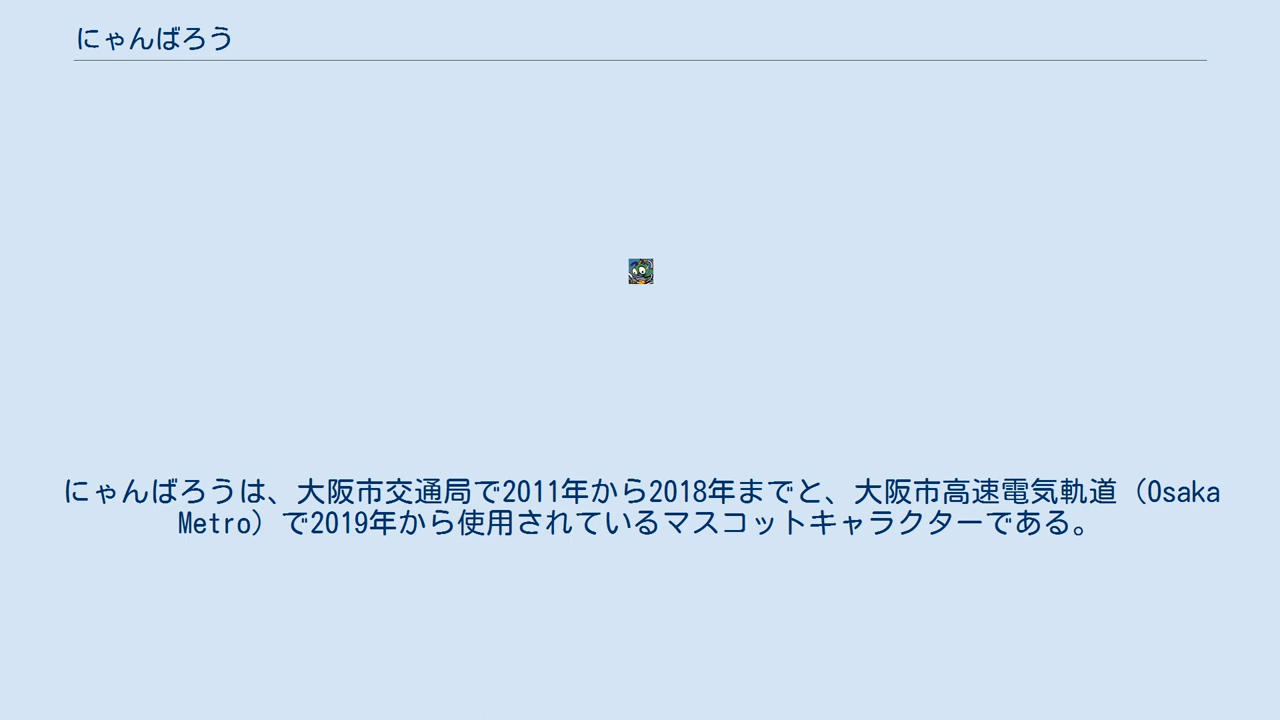 にゃんばろう
にゃんばろうは、大阪市交通局で2011年から2018年までと、大阪市高速電気軌道（Osaka
Metro）で2019年から使用されているマスコットキャラクターである。